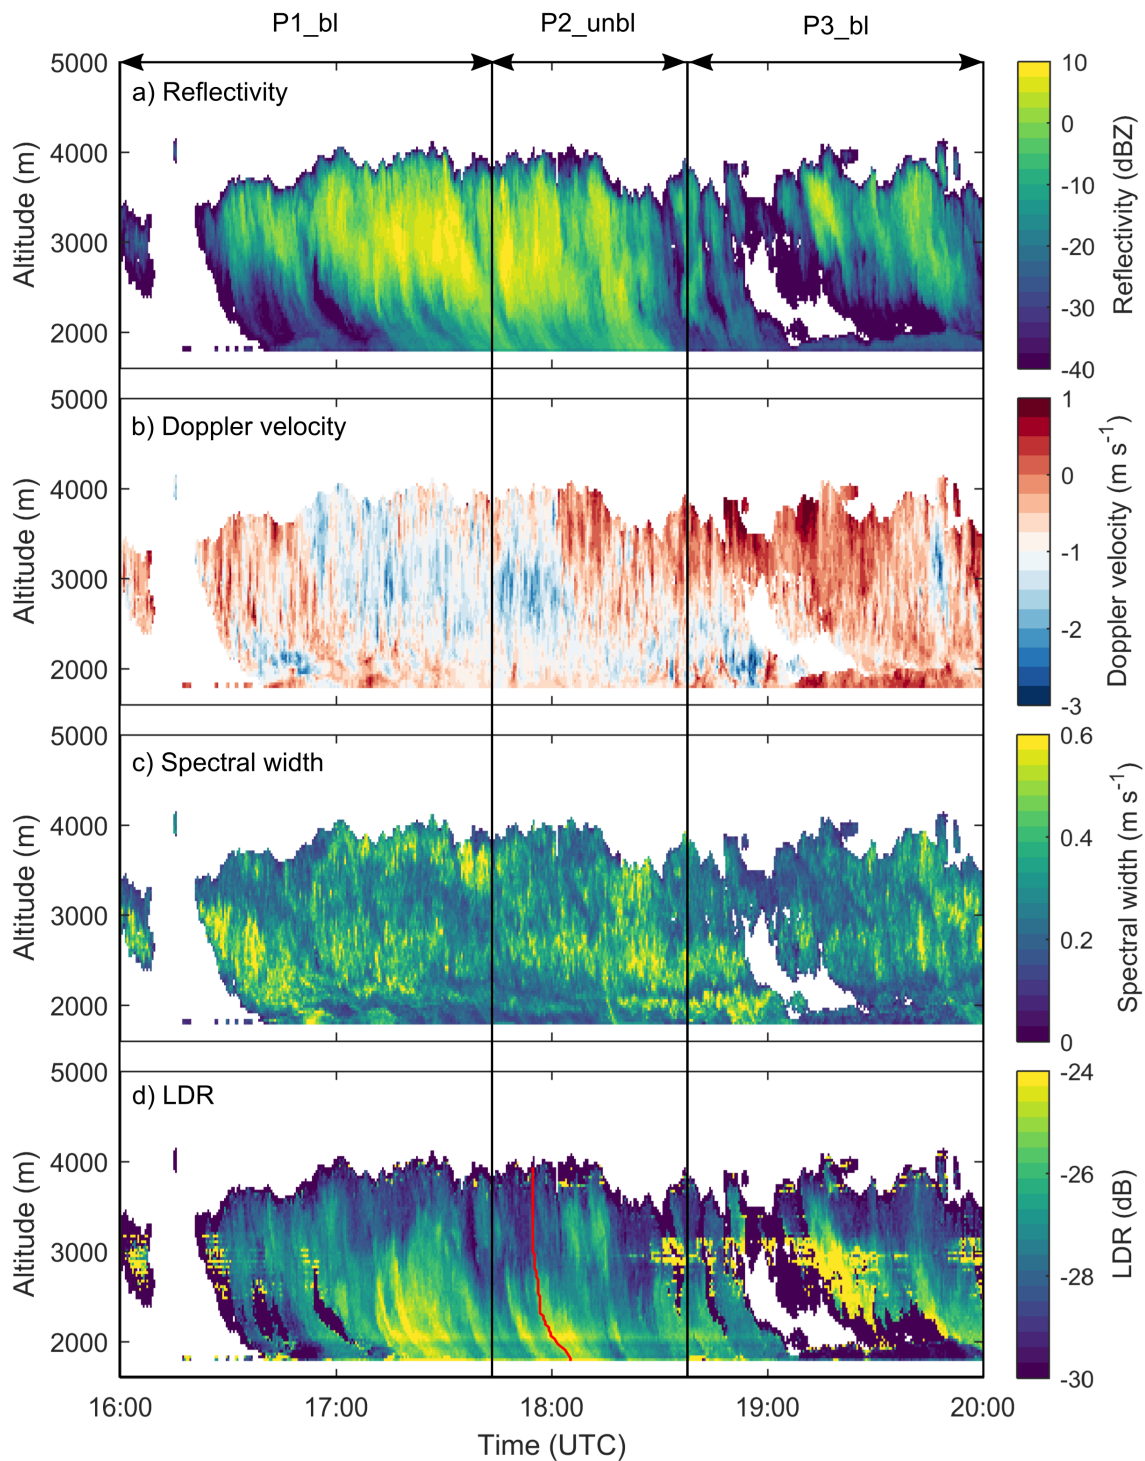 P1_bl P2_unbl P3_bl
5000
a) Reflectivity
4000
3000
2000
Altitude (m)
10
0
-10
-20
-30
-40
Reflectivity (dBZ)
5000
b) Doppler velocity
4000
3000
2000
Altitude (m)
1
0
-1
-2
-3
Doppler velocity (m s⁻¹)
5000
c) Spectral width
4000
3000
2000
Altitude (m)
0.6
0.4
0.2
0
Spectral width (m s⁻¹)
5000
d) LDR
4000
3000
2000
Altitude (m)
-24
-26
-28
-30
LDR (dB)
16:00 17:00 18:00 19:00 20:00
Time (UTC)